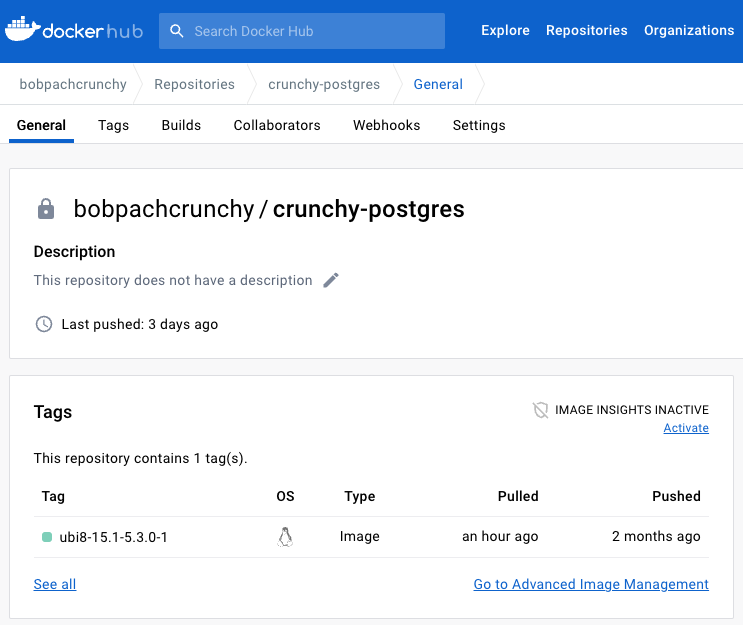 dockerhub Search Docker Hub Explore Repositories Organizations
bobpachcrunchy Repositories crunchy-postgres General
General Tags Builds Collaborators Webhooks Settings
bobpachcrunchy / crunchy-postgres
Description
This repository does not have a description
Last pushed: 3 days ago
Tags
IMAGE INSIGHTS INACTIVE
Activate
This repository contains 1 tag(s).
Tag OS Type Pulled Pushed
ubi8-15.1-5.3.0-1 Image an hour ago 2 months ago
See all Go to Advanced Image Management